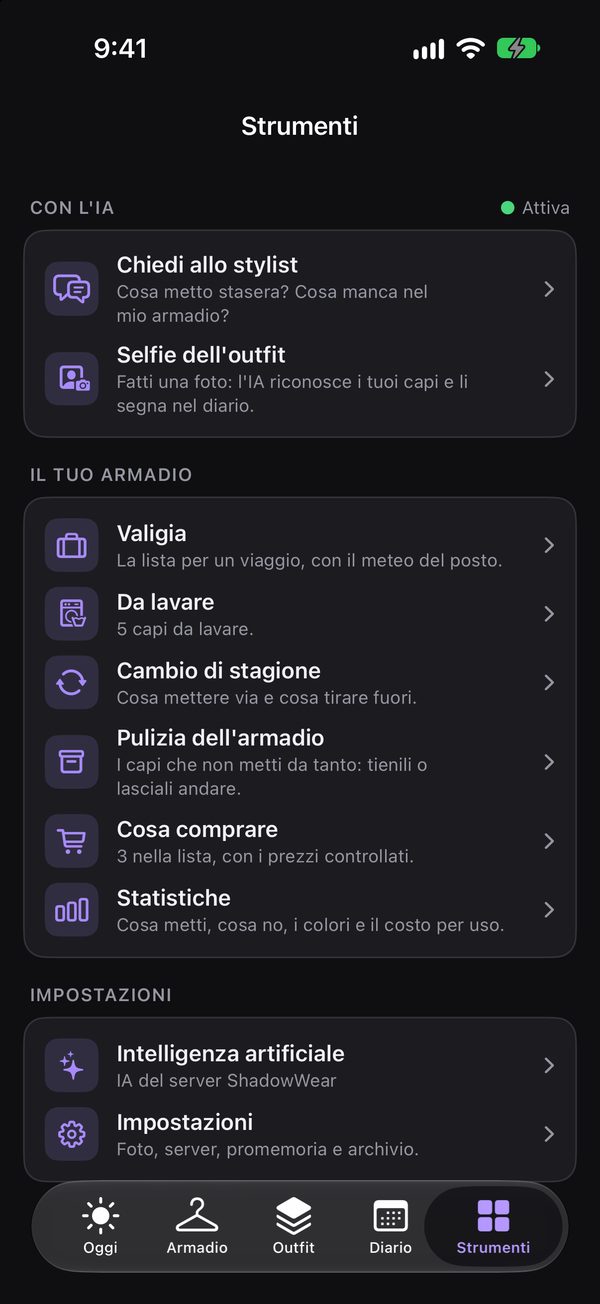 9:41
Strumenti
CON L'IA
Attiva
Chiedi allo stylist
Cosa metto stasera? Cosa manca nel
mio armadio?
Selfie dell'outfit
Fatti una foto: l'IA riconosce i tuoi capi e li
segna nel diario.
IL TUO ARMADIO
Valigia
La lista per un viaggio, con il meteo del posto.
Da lavare
5 capi da lavare.
Cambio di stagione
Cosa mettere via e cosa tirare fuori.
Pulizia dell'armadio
I capi che non metti da tanto: tienili o
lasciali andare.
Cosa comprare
3 nella lista, con i prezzi controllati.
Statistiche
Cosa metti, cosa no, i colori e il costo per uso.
IMPOSTAZIONI
Intelligenza artificiale
IA del server ShadowWear
Impostazioni
Foto, server, promemoria e archivio.
Oggi
Armadio
Outfit
Diario
Strumenti